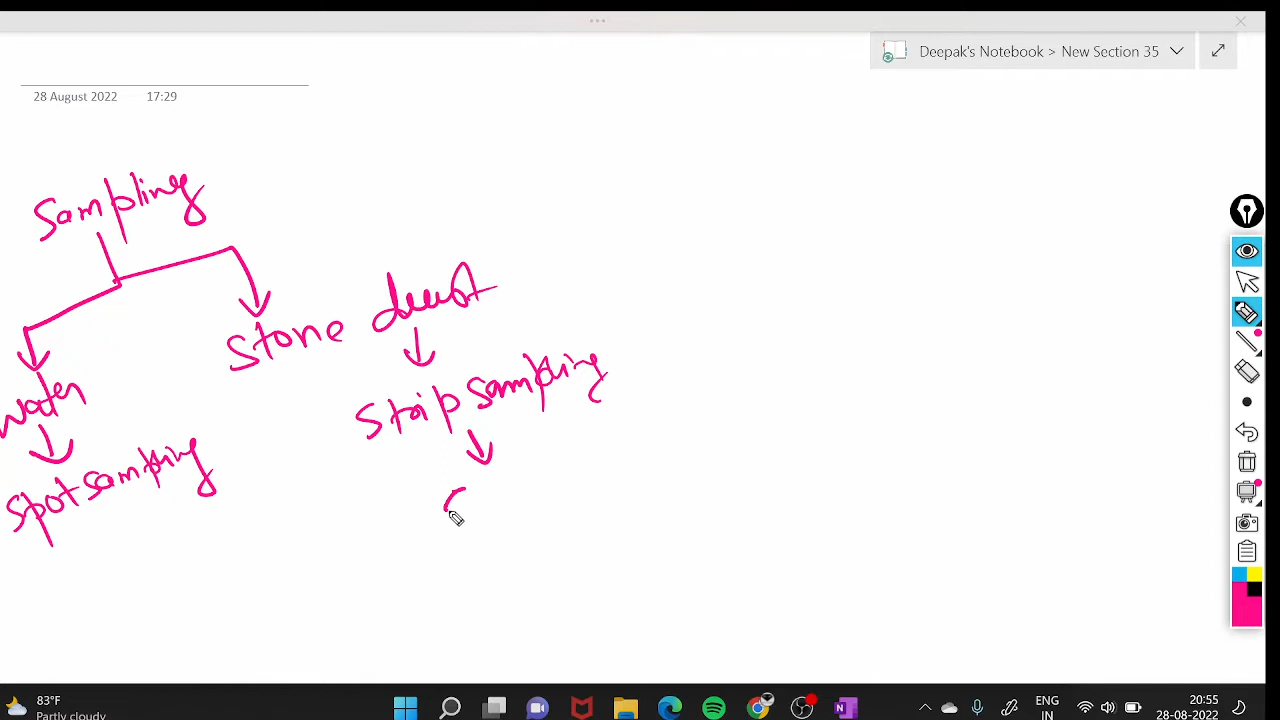 Deepak's Notebook > New Section 35
28 August 2022 17:29
Sampling
Stone dust
Water
Strip sampling
Spot sampling
83°F
Partly cloudy
ENG
IN
20:55
28-08-2022